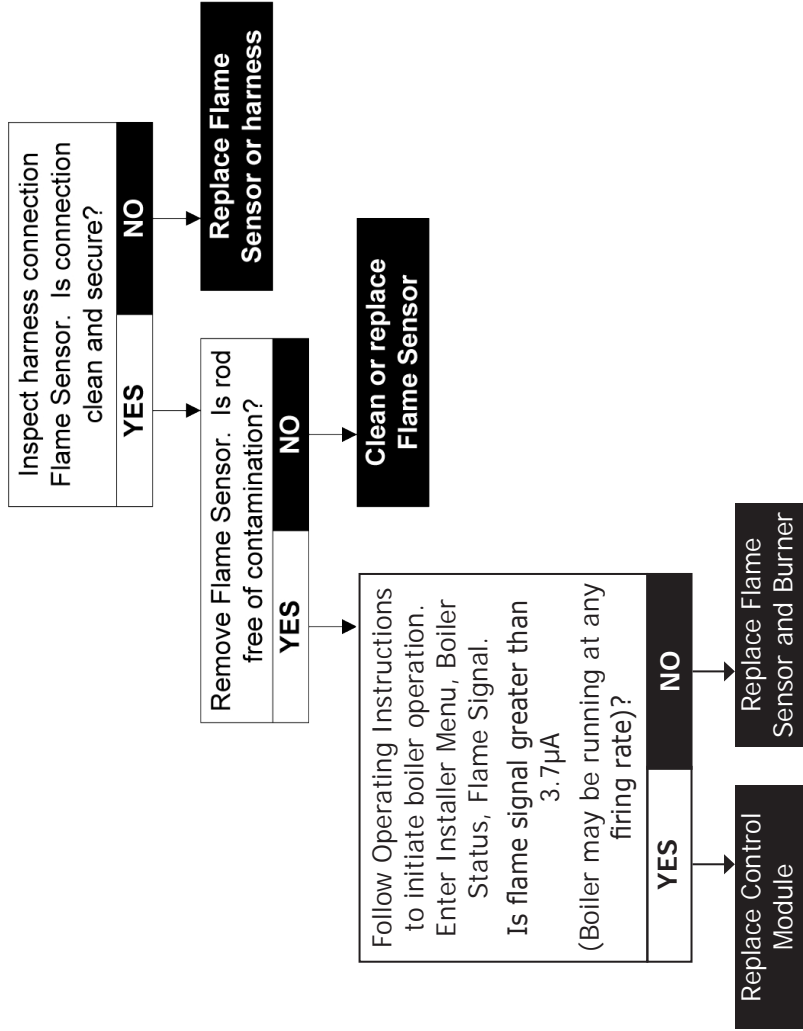 Inspect harness connection
Flame Sensor.  Is connection
clean and secure?
YES
NO
Replace Flame
Sensor or harness
Remove Flame Sensor.  Is rod
free of contamination?
YES
NO
Clean or replace
Flame Sensor
Follow Operating Instructions
to initiate boiler operation.
Enter Installer Menu, Boiler
Status, Flame Signal.
Is flame signal greater than
3.7µA
(Boiler may be running at any
firing rate)?
YES
NO
Replace Control
Module
Replace Flame
Sensor and Burner